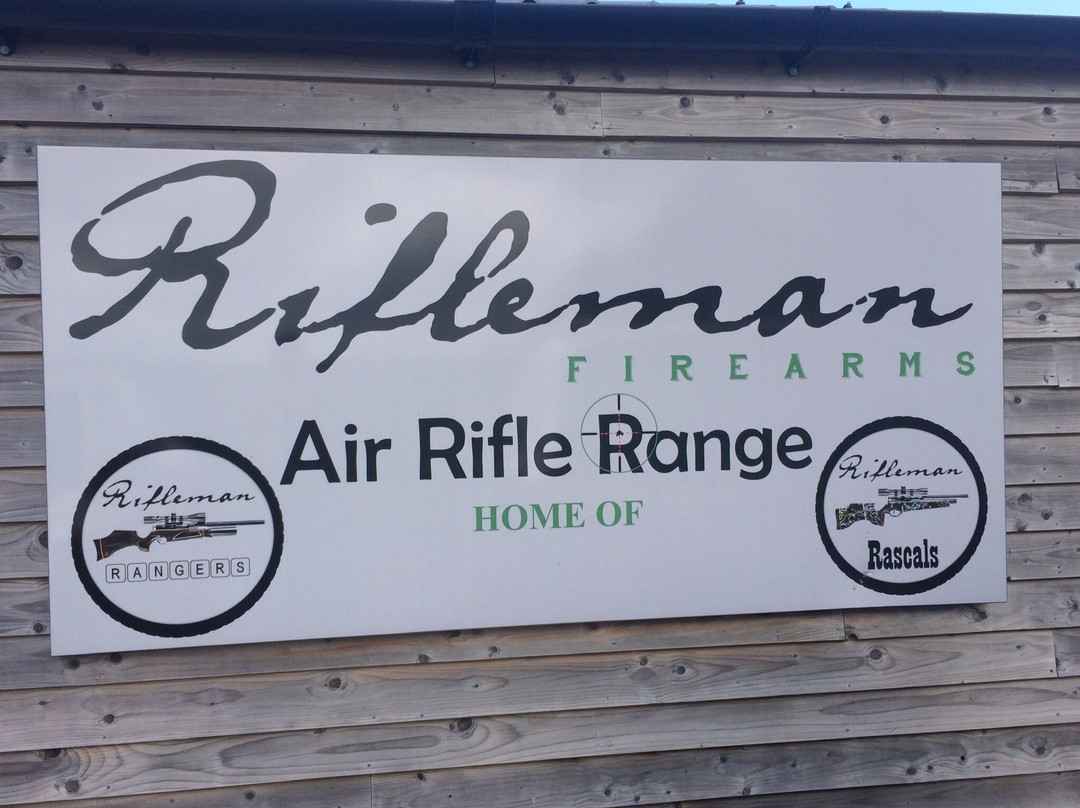 Rifleman
FIREARMS
Air Rifle Range
HOME OF
Rifleman
RANGERS
Rifleman
Rascals